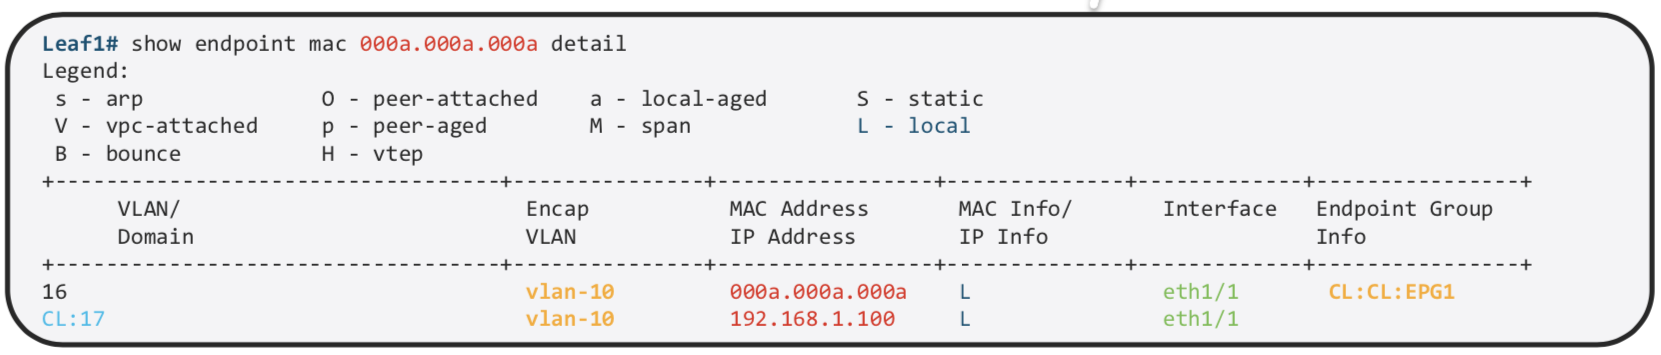 Leaf1# show endpoint mac 000a.000a.000a detail
Legend:
s - arp O - peer-attached a - local-aged S - static
V - vpc-attached p - peer-aged M - span L - local
B - bounce H - vtep
+-----------------------------------+---------------+-----------------+--------------+-------------+----------------+
VLAN/ Encap MAC Address MAC Info/ Interface Endpoint Group
Domain VLAN IP Address IP Info Info
+-----------------------------------+---------------+-----------------+--------------+-------------+----------------+
16 vlan-10 000a.000a.000a L eth1/1 CL:CL:EPG1
CL:17 vlan-10 192.168.1.100 L eth1/1